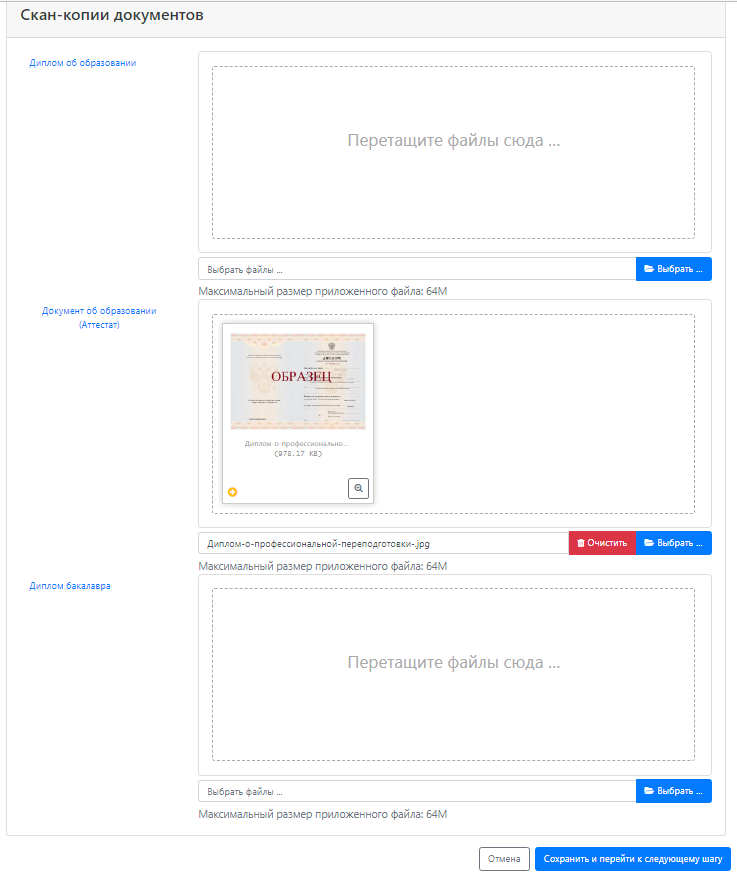 Скан-копии документов
Диплом об образовании
Перетащите файлы сюда ...
Выбрать файлы ...
Выбрать ...
Максимальный размер приложенного файла: 64M
Документ об образовании
(Аттестат)
ДИПЛОМ
ОБРАЗЕЦ
Диплом о профессионально...
(978.17 KB)
Диплом-о-профессиональной-переподготовки-.jpg
Очистить
Выбрать ...
Максимальный размер приложенного файла: 64M
Диплом бакалавра
Перетащите файлы сюда ...
Выбрать файлы ...
Выбрать ...
Максимальный размер приложенного файла: 64M
Отмена
Сохранить и перейти к следующему шагу